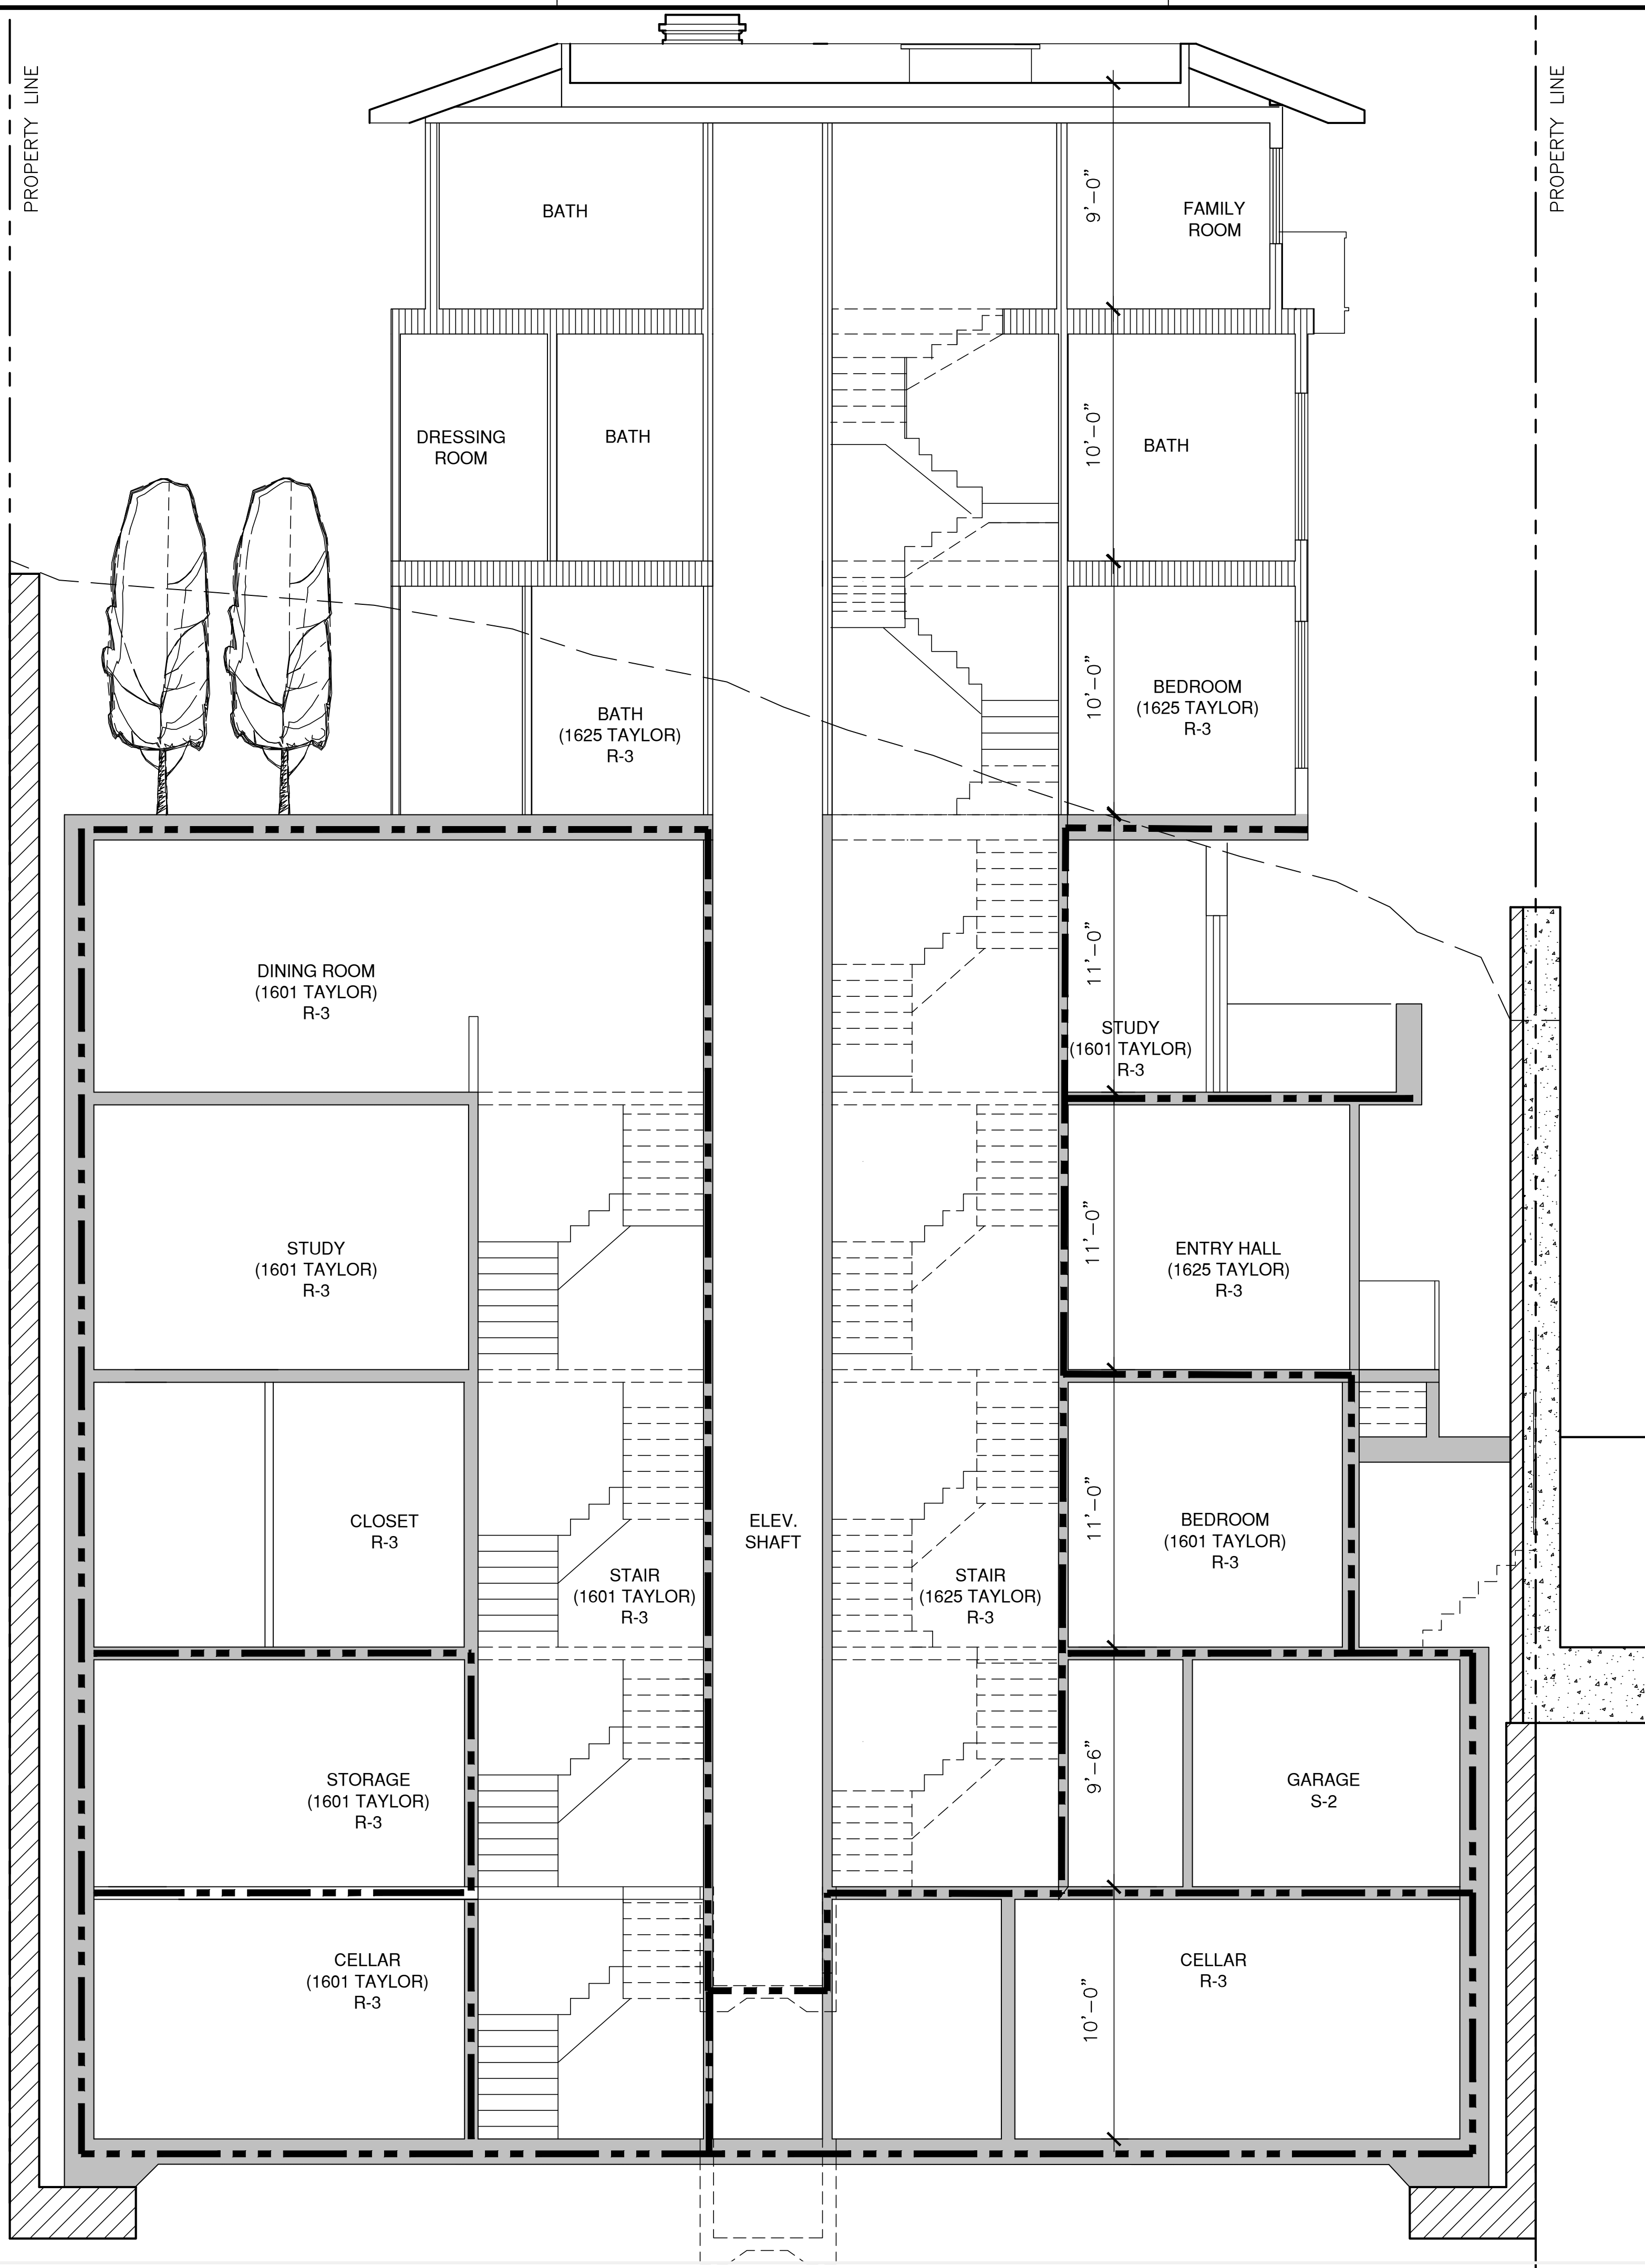 PROPERTY LINE
PROPERTY LINE
BATH
9'-0"
FAMILY
ROOM
DRESSING
ROOM
BATH
10'-0"
BATH
BATH
(1625 TAYLOR)
R-3
10'-0"
BEDROOM
(1625 TAYLOR)
R-3
DINING ROOM
(1601 TAYLOR)
R-3
11'-0"
STUDY
(1601 TAYLOR)
R-3
STUDY
(1601 TAYLOR)
R-3
11'-0"
ENTRY HALL
(1625 TAYLOR)
R-3
CLOSET
R-3
STAIR
(1601 TAYLOR)
R-3
ELEV.
SHAFT
STAIR
(1625 TAYLOR)
R-3
11'-0"
BEDROOM
(1601 TAYLOR)
R-3
STORAGE
(1601 TAYLOR)
R-3
9'-6"
GARAGE
S-2
CELLAR
(1601 TAYLOR)
R-3
10'-0"
CELLAR
R-3